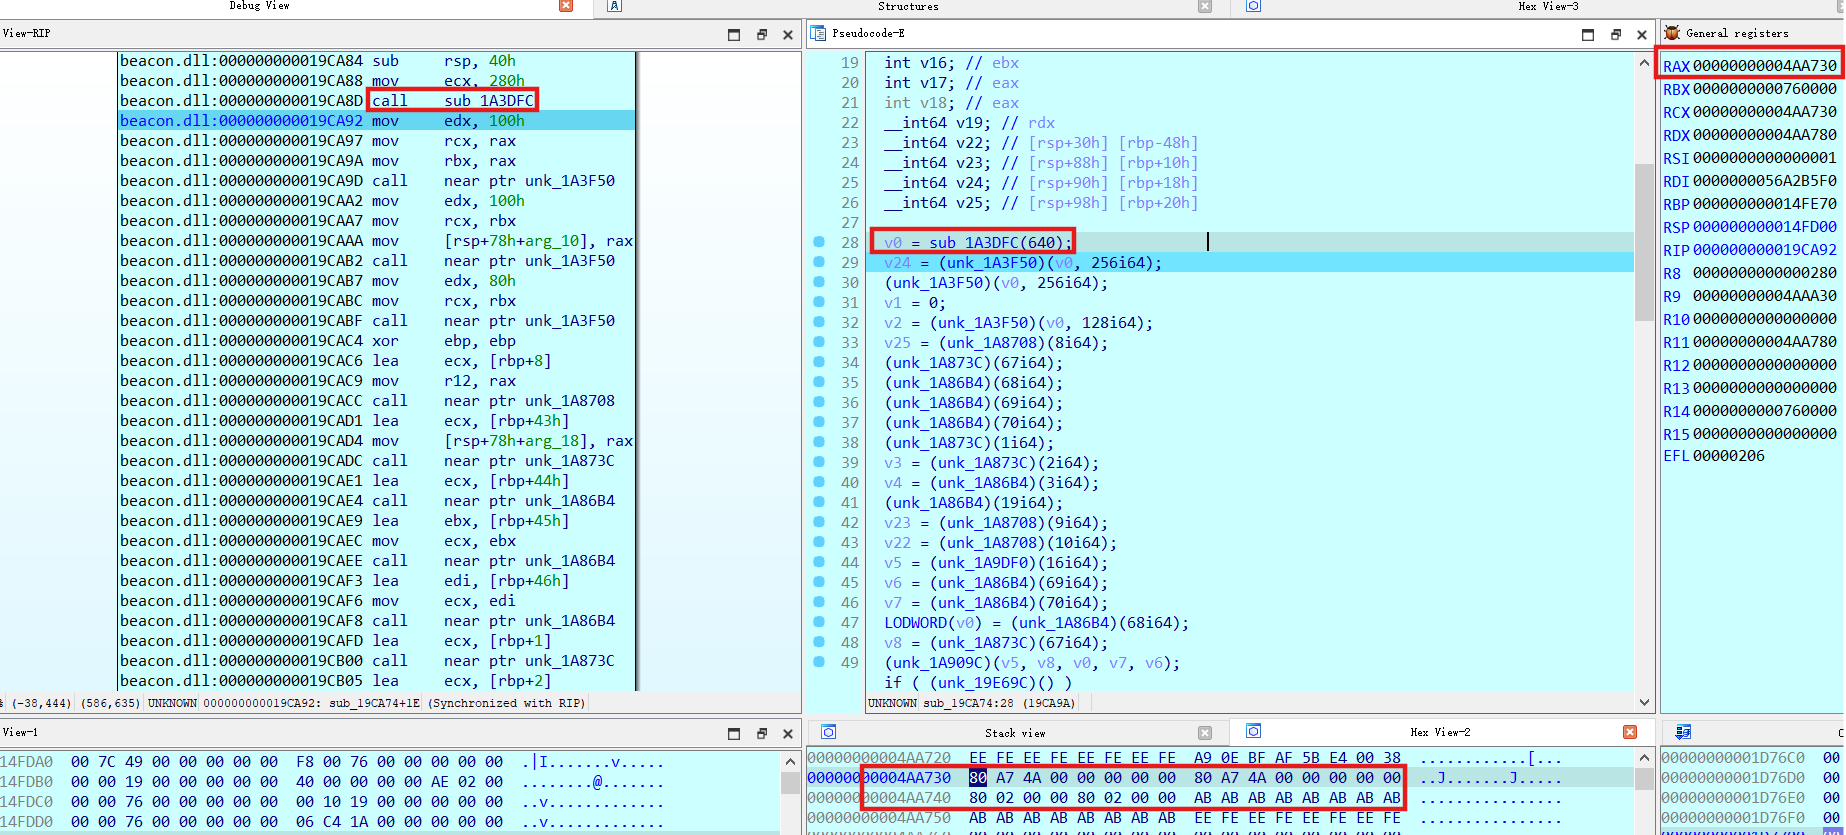 Debug View
Structures
Hex View-3
View-RIP
beacon.dll:000000000019CA84 sub rsp, 40h
beacon.dll:000000000019CA88 mov ecx, 280h
beacon.dll:000000000019CA8D call sub_1A3DFC
beacon.dll:000000000019CA92 mov edx, 100h
beacon.dll:000000000019CA97 mov rcx, rax
beacon.dll:000000000019CA9A mov rbx, rax
beacon.dll:000000000019CA9D call near ptr unk_1A3F50
beacon.dll:000000000019CAA2 mov edx, 100h
beacon.dll:000000000019CAA7 mov rcx, rbx
beacon.dll:000000000019CAAA mov [rsp+78h+arg_10], rax
beacon.dll:000000000019CAB2 call near ptr unk_1A3F50
beacon.dll:000000000019CAB7 mov edx, 80h
beacon.dll:000000000019CABC mov rcx, rbx
beacon.dll:000000000019CABF call near ptr unk_1A3F50
beacon.dll:000000000019CAC4 xor ebp, ebp
beacon.dll:000000000019CAC6 lea ecx, [rbp+8]
beacon.dll:000000000019CAC9 mov r12, rax
beacon.dll:000000000019CACC call near ptr unk_1A8708
beacon.dll:000000000019CAD1 lea ecx, [rbp+43h]
beacon.dll:000000000019CAD4 mov [rsp+78h+arg_18], rax
beacon.dll:000000000019CADC call near ptr unk_1A873C
beacon.dll:000000000019CAE1 lea ecx, [rbp+44h]
beacon.dll:000000000019CAE4 call near ptr unk_1A86B4
beacon.dll:000000000019CAE9 lea ebx, [rbp+45h]
beacon.dll:000000000019CAEC mov ecx, ebx
beacon.dll:000000000019CAEE call near ptr unk_1A86B4
beacon.dll:000000000019CAF3 lea edi, [rbp+46h]
beacon.dll:000000000019CAF6 mov ecx, edi
beacon.dll:000000000019CAF8 call near ptr unk_1A86B4
beacon.dll:000000000019CAFD lea ecx, [rbp+1]
beacon.dll:000000000019CB00 call near ptr unk_1A873C
beacon.dll:000000000019CB05 lea ecx, [rbp+2]
(-38,444) (586,635) UNKNOWN 000000000019CA92: sub_19CA74+1E (Synchronized with RIP)
Pseudocode-E
19 int v16; // ebx
20 int v17; // eax
21 int v18; // eax
22 __int64 v19; // rdx
23 __int64 v22; // [rsp+30h] [rbp-48h]
24 __int64 v23; // [rsp+88h] [rbp+10h]
25 __int64 v24; // [rsp+90h] [rbp+18h]
26 __int64 v25; // [rsp+98h] [rbp+20h]
27
28 v0 = sub_1A3DFC(640);
29 v24 = (unk_1A3F50)(v0, 256i64);
30 (unk_1A3F50)(v0, 256i64);
31 v1 = 0;
32 v2 = (unk_1A3F50)(v0, 128i64);
33 v25 = (unk_1A8708)(8i64);
34 (unk_1A873C)(67i64);
35 (unk_1A86B4)(68i64);
36 (unk_1A86B4)(69i64);
37 (unk_1A86B4)(70i64);
38 (unk_1A873C)(1i64);
39 v3 = (unk_1A873C)(2i64);
40 v4 = (unk_1A86B4)(3i64);
41 (unk_1A86B4)(19i64);
42 v23 = (unk_1A8708)(9i64);
43 v22 = (unk_1A8708)(10i64);
44 v5 = (unk_1A9DF0)(16i64);
45 v6 = (unk_1A86B4)(69i64);
46 v7 = (unk_1A86B4)(70i64);
47 LODWORD(v0) = (unk_1A86B4)(68i64);
48 v8 = (unk_1A873C)(67i64);
49 (unk_1A909C)(v5, v8, v0, v7, v6);
if ( (unk_19E69C)() )
UNKNOWN sub_19CA74:28 (19CA9A)
General registers
RAX 00000000004AA730
RBX 0000000000760000
RCX 00000000004AA730
RDX 00000000004AA780
RSI 0000000000000001
RDI 0000000056A2B5F0
RBP 000000000014FE70
RSP 000000000014FD00
RIP 000000000019CA92
R8 0000000000000280
R9 00000000004AAA30
R10 0000000000000000
R11 00000000004AA780
R12 0000000000000000
R13 0000000000000000
R14 0000000000760000
R15 0000000000000000
EFL 00000206
View-1
14FDA0 00 7C 49 00 00 00 00 00 F8 00 76 00 00 00 00 00 .|I.......v.....
14FDB0 00 00 19 00 00 00 00 00 40 00 00 00 00 AE 02 00 ........@.......
14FDC0 00 00 76 00 00 00 00 00 00 10 19 00 00 00 00 00 ..v.............
14FDD0 00 00 76 00 00 00 00 00 06 C4 1A 00 00 00 00 00 ..v.............
Stack view
Hex View-2
00000000004AA720 EE FE EE FE EE FE EE FE A9 0E BF AF 5B E4 00 38 ............[...
00000000004AA730 80 A7 4A 00 00 00 00 00 80 A7 4A 00 00 00 00 00 ..J.......J.....
00000000004AA740 80 02 00 00 80 02 00 00 AB AB AB AB AB AB AB AB ................
00000000004AA750 AB AB AB AB AB AB AB AB EE FE EE FE EE FE EE FE ................
00000000001D76C0 00
00000000001D76D0 00
00000000001D76E0 00
00000000001D76F0 00